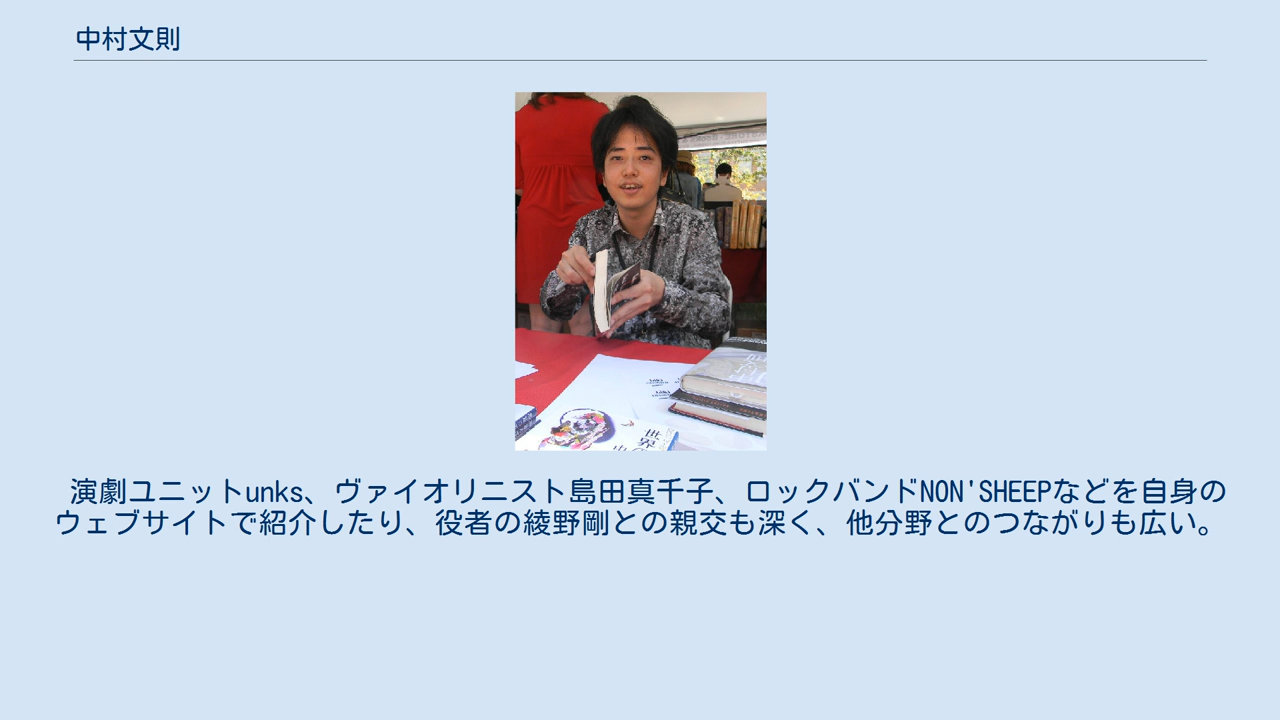 中村文則
世界の
演劇ユニットunks、ヴァイオリニスト島田真千子、ロックバンドNON'SHEEPなどを自身の
ウェブサイトで紹介したり、役者の綾野剛との親交も深く、他分野とのつながりも広い。